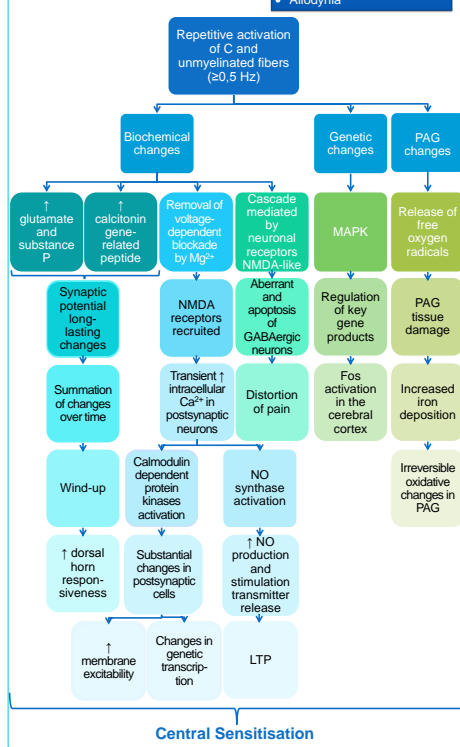 • Allodynia
Repetitive activation
of C and
unmyelinated fibers
(≥0,5 Hz)
Biochemical
changes
Genetic
changes
PAG
changes
↑
glutamate
and
substance
P
↑
calcitonin
gene-
related
peptide
Removal of
voltage-
dependent
blockade
by Mg²⁺
Cascade
mediated
by
neuronal
receptors
NMDA-like
MAPK
Release of
free
oxygen
radicals
Synaptic
potential
long-
lasting
changes
NMDA
receptors
recruited
Aberrant
and
apoptosis
of
GABAergic
neurons
Regulation
of key
gene
products
PAG
tissue
damage
Summation
of changes
over time
Transient ↑
intracellular
Ca²⁺ in
postsynaptic
neurons
Distortion
of pain
Fos
activation
in the
cerebral
cortex
Increased
iron
deposition
Wind-up
Calmodulin
dependent
protein
kinases
activation
NO
synthase
activation
Irreversible
oxidative
changes in
PAG
↑ dorsal
horn
respon-
siveness
Substantial
changes in
postsynaptic
cells
↑ NO
production
and
stimulation
transmitter
release
↑
membrane
excitability
Changes in
genetic
transcrip-
tion
LTP
Central Sensitisation